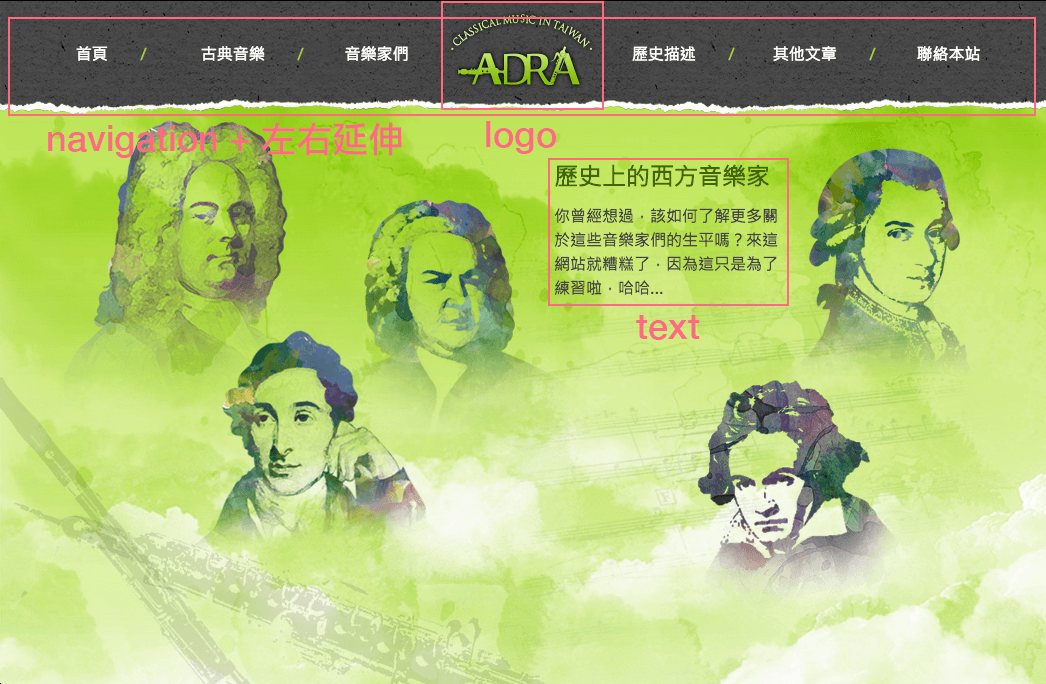 首頁 / 古典音樂 / 音樂家們
CLASSICAL MUSIC IN TAIWAN
ADRA
歷史描述 / 其他文章 / 聯絡本站
navigation + 左右延伸
logo
歷史上的西方音樂家
你曾經想過，該如何了解更多關
於這些音樂家們的生平嗎？來這
網站就糟糕了，因為這只是為了
練習啦，哈哈...
text